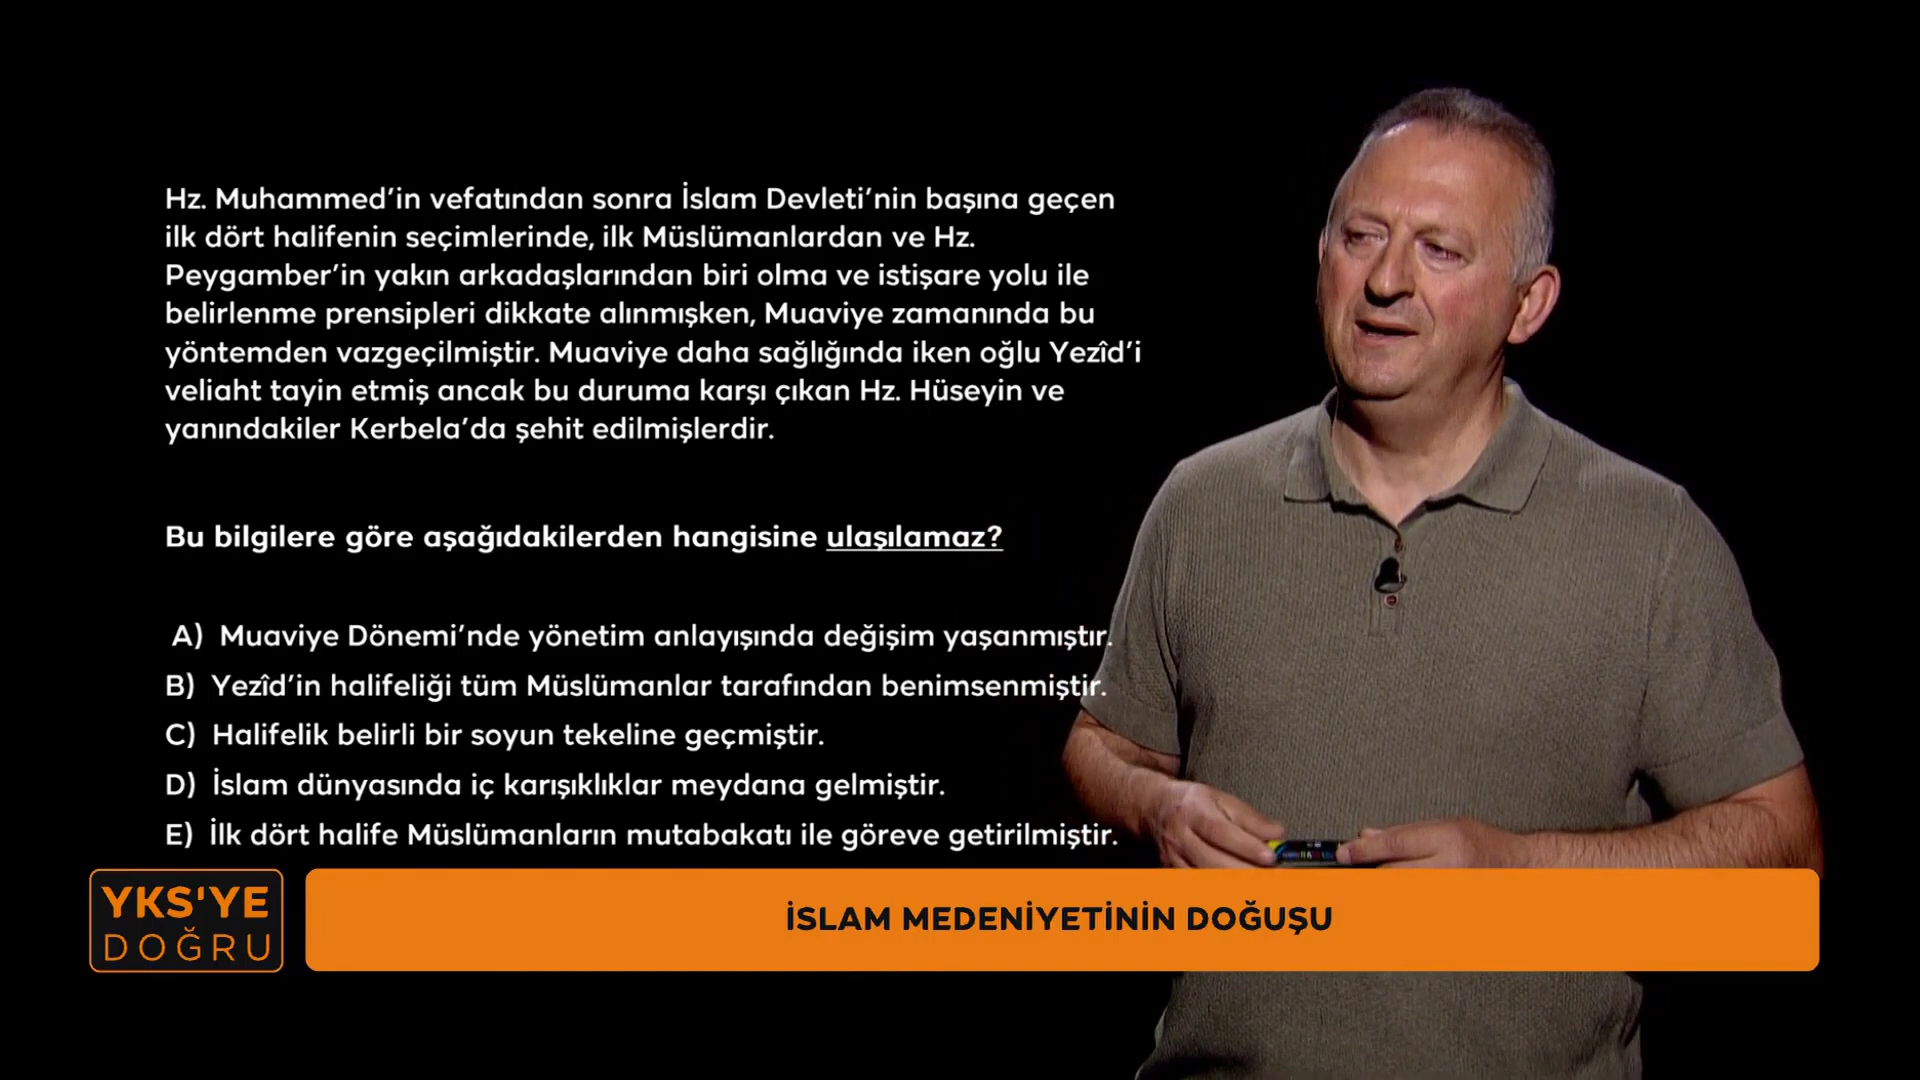 Hz. Muhammed’in vefatından sonra İslam Devleti’nin başına geçen
ilk dört halifenin seçimlerinde, ilk Müslümanlardan ve Hz.
Peygamber’in yakın arkadaşlarından biri olma ve istişare yolu ile
belirlenme prensipleri dikkate alınmışken, Muaviye zamanında bu
yöntemden vazgeçilmiştir. Muaviye daha sağlığında iken oğlu Yezîd’i
veliaht tayin etmiş ancak bu duruma karşı çıkan Hz. Hüseyin ve
yanındakiler Kerbela’da şehit edilmişlerdir.
Bu bilgilere göre aşağıdakilerden hangisine ulaşılamaz?
A) Muaviye Dönemi’nde yönetim anlayışında değişim yaşanmıştır.
B) Yezîd’in halifeliği tüm Müslümanlar tarafından benimsenmiştir.
C) Halifelik belirli bir soyun tekeline geçmiştir.
D) İslam dünyasında iç karışıklıklar meydana gelmiştir.
E) İlk dört halife Müslümanların mutabakatı ile göreve getirilmiştir.
YKS'YE
DOĞRU
İSLAM MEDENİYETİNİN DOĞUŞU